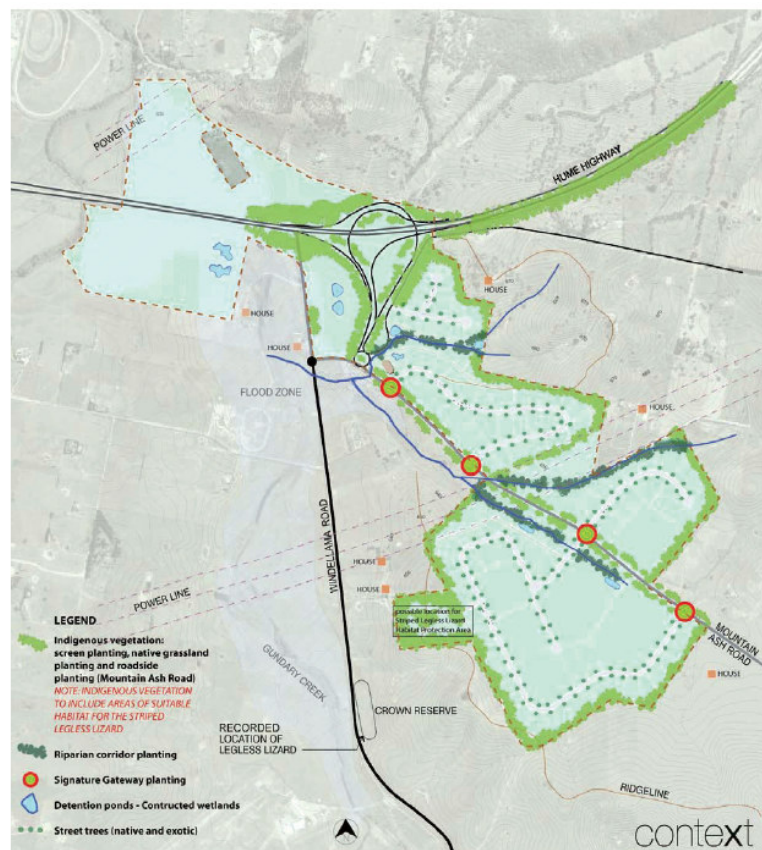 POWER LINE
HUME HIGHWAY
HOUSE
HOUSE
HOUSE
FLOOD ZONE
HOUSE
WINDELLAMA ROAD
HOUSE
HOUSE
POWER LINE
possible location for
Striped Legless Lizard
Habitat Protection Area
MOUNTAIN
ASH ROAD
HOUSE
GUNDARY CREEK
CROWN RESERVE
RECORDED
LOCATION OF
LEGLESS LIZARD
RIDGELINE
LEGEND
Indigenous vegetation:
screen planting, native grassland
planting and roadside
planting (Mountain Ash Road)
NOTE: INDIGENOUS VEGETATION
TO INCLUDE AREAS OF SUITABLE
HABITAT FOR THE STRIPED
LEGLESS LIZARD
Riparian corridor planting
Signature Gateway planting
Detention ponds - Contructed wetlands
Street trees (native and exotic)
context